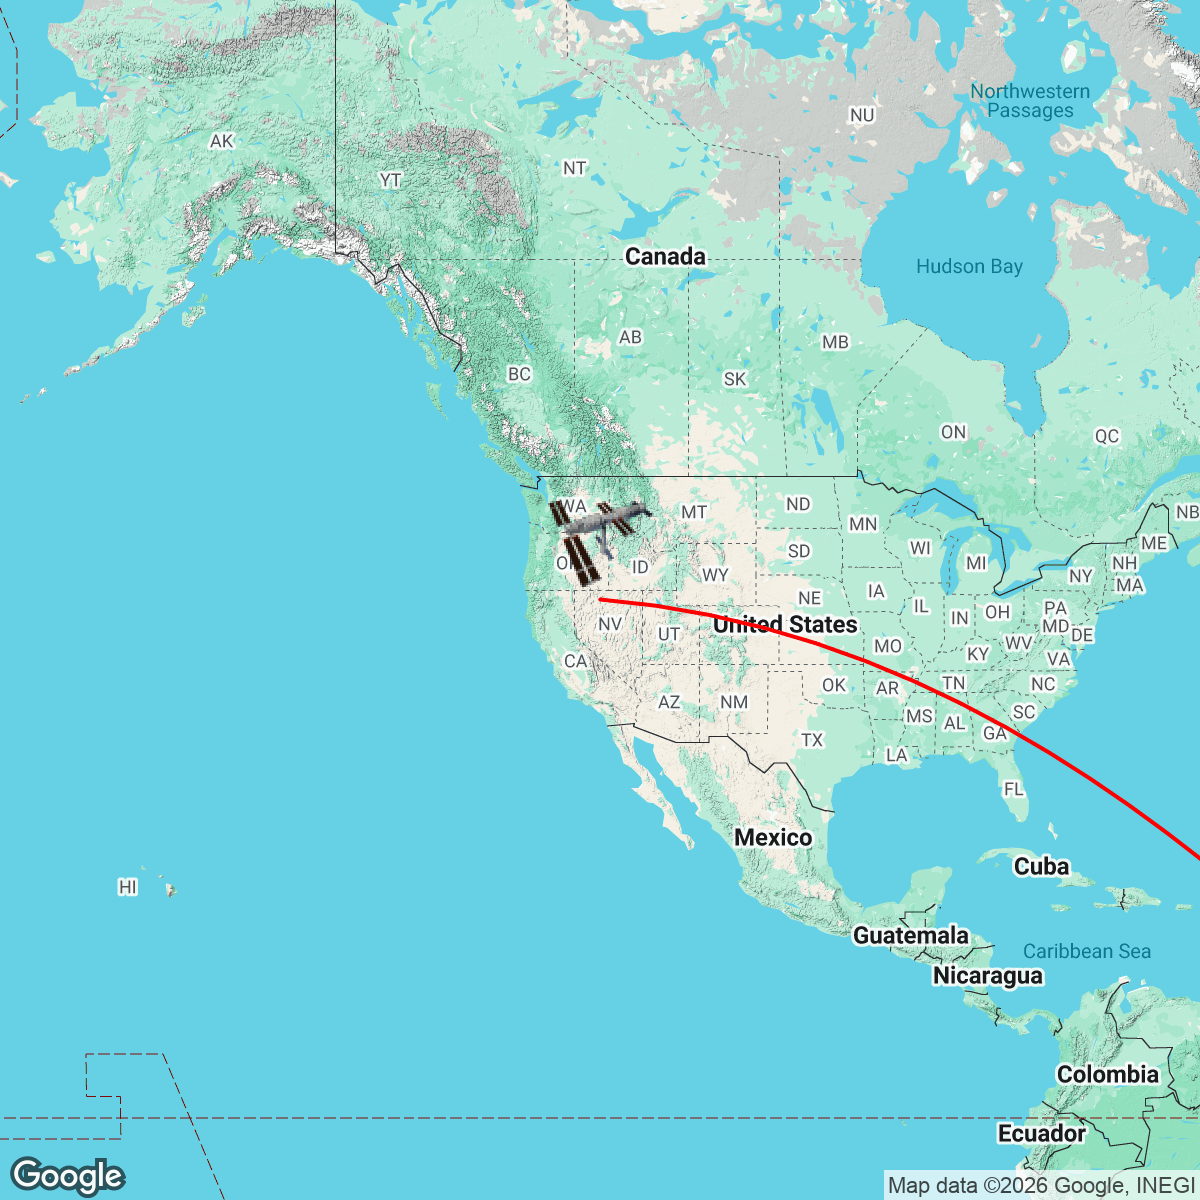 Northwestern
Passages
NU
AK
NT
YT
Canada
Hudson Bay
AB
MB
BC
SK
ON
QC
WA
MT
ND
NB
MN
ME
WI
SD
MI
NH
OR
ID
WY
NY
MA
NE
IA
IL
IN
OH
PA
NV
UT
United States
MD
DE
MO
KY
WV
VA
CA
OK
AR
TN
NC
AZ
NM
MS
AL
SC
GA
TX
LA
FL
Mexico
Cuba
HI
Guatemala
Caribbean Sea
Nicaragua
Colombia
Ecuador
Google
Map data ©2026 Google, INEGI